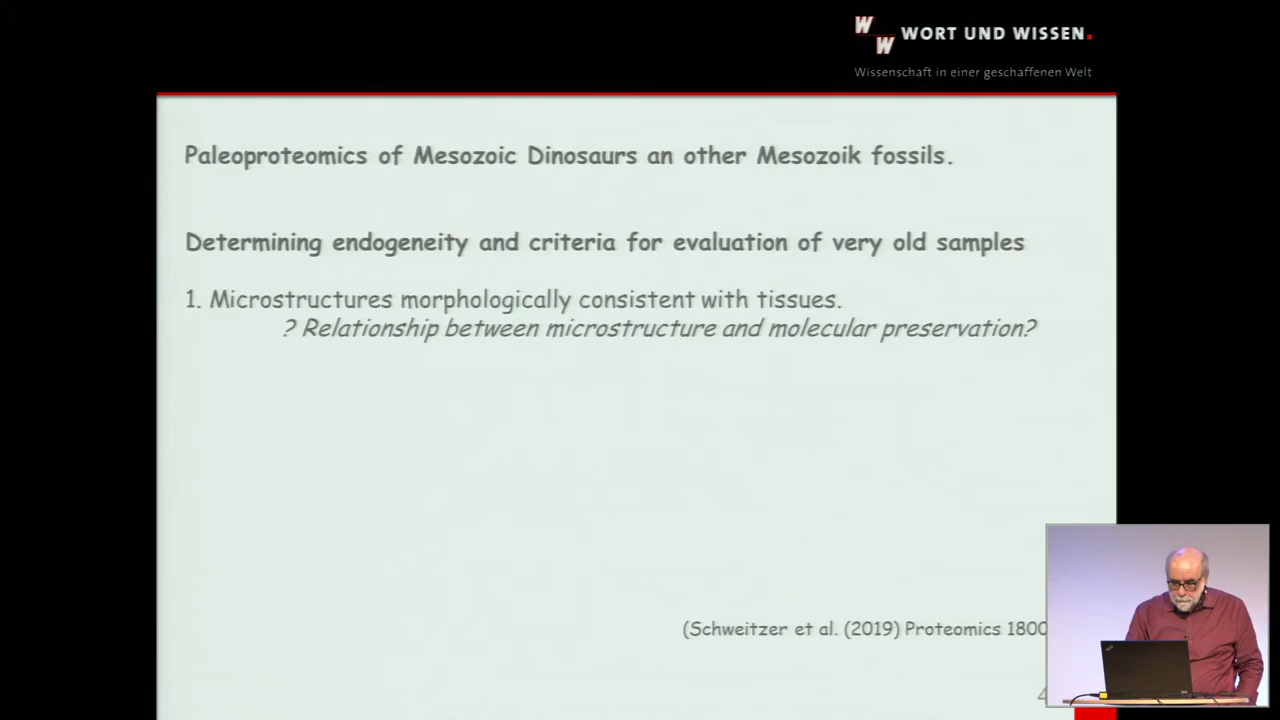 W
W
WORT UND WISSEN.
Wissenschaft in einer geschaffenen Welt
Paleoproteomics of Mesozoic Dinosaurs an other Mesozoik fossils.
Determining endogeneity and criteria for evaluation of very old samples
1. Microstructures morphologically consistent with tissues.
? Relationship between microstructure and molecular preservation?
(Schweitzer et al. (2019) Proteomics 1800
4